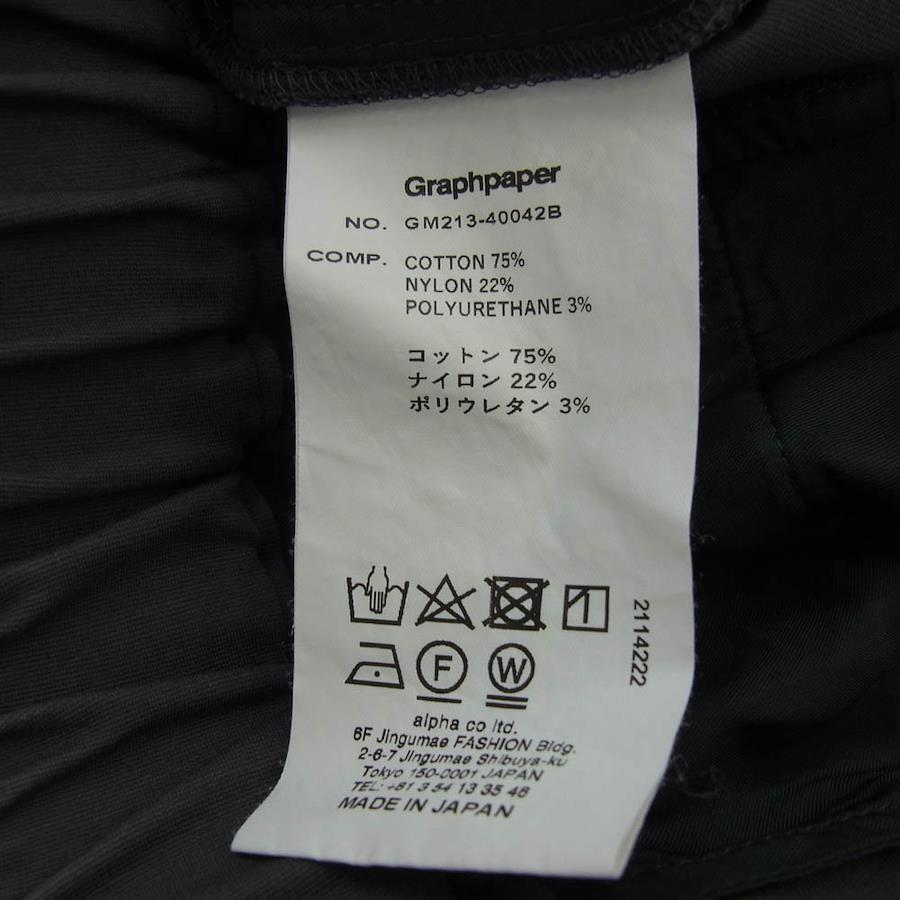 Graphpaper
NO. GM213-40042B
COMP. COTTON 75%
NYLON 22%
POLYURETHANE 3%
コットン 75%
ナイロン 22%
ポリウレタン 3%
F W
2114222
alpha co ltd.
6F Jingumae FASHION Bldg.
2-6-7 Jingumae Shibuya-ku
Tokyo 150-0001 JAPAN
TEL: +81 3 54 13 35 48
MADE IN JAPAN